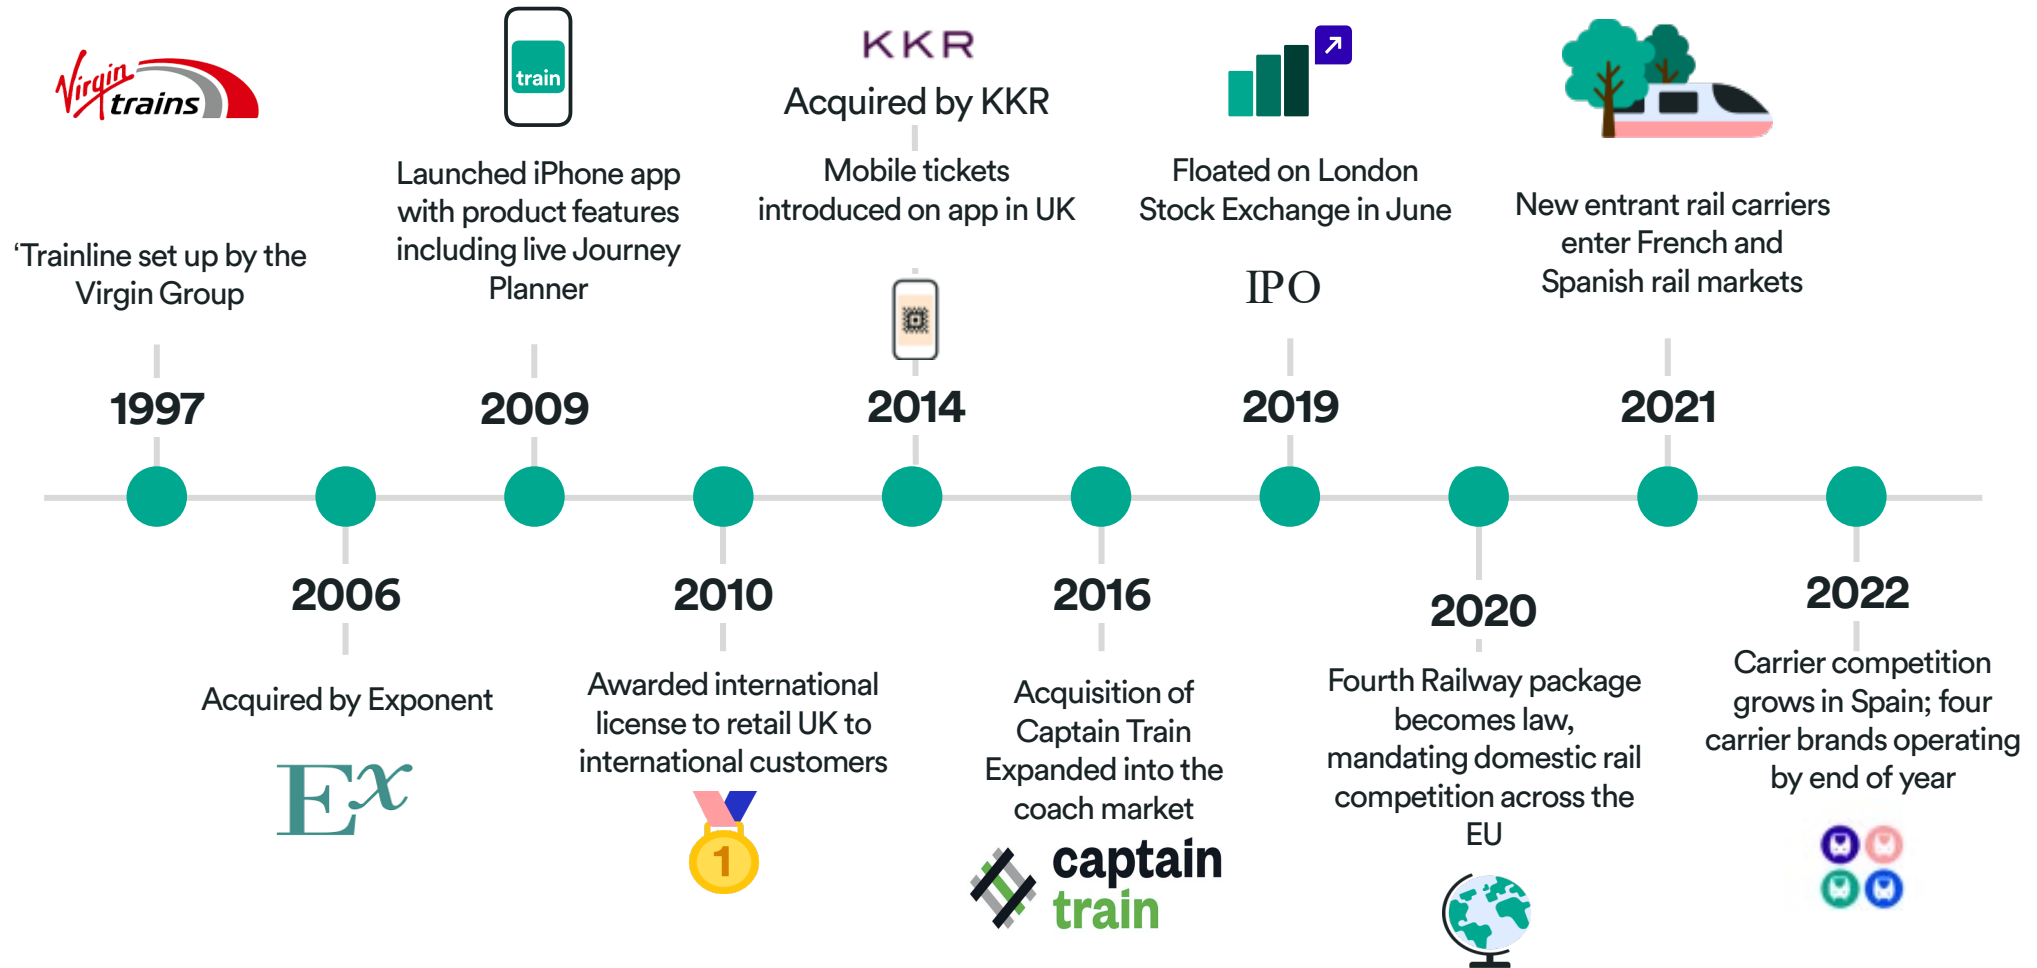 Virgin
trains
‘Trainline set up by the
Virgin Group
1997
2006
Acquired by Exponent
Ex
train
Launched iPhone app
with product features
including live Journey
Planner
2009
2010
Awarded international
license to retail UK to
international customers
1
KKR
Acquired by KKR
Mobile tickets
introduced on app in UK
2014
2016
Acquisition of
Captain Train
Expanded into the
coach market
captain
train
Floated on London
Stock Exchange in June
IPO
2019
2020
Fourth Railway package
becomes law,
mandating domestic rail
competition across the
EU
New entrant rail carriers
enter French and
Spanish rail markets
2021
2022
Carrier competition
grows in Spain; four
carrier brands operating
by end of year